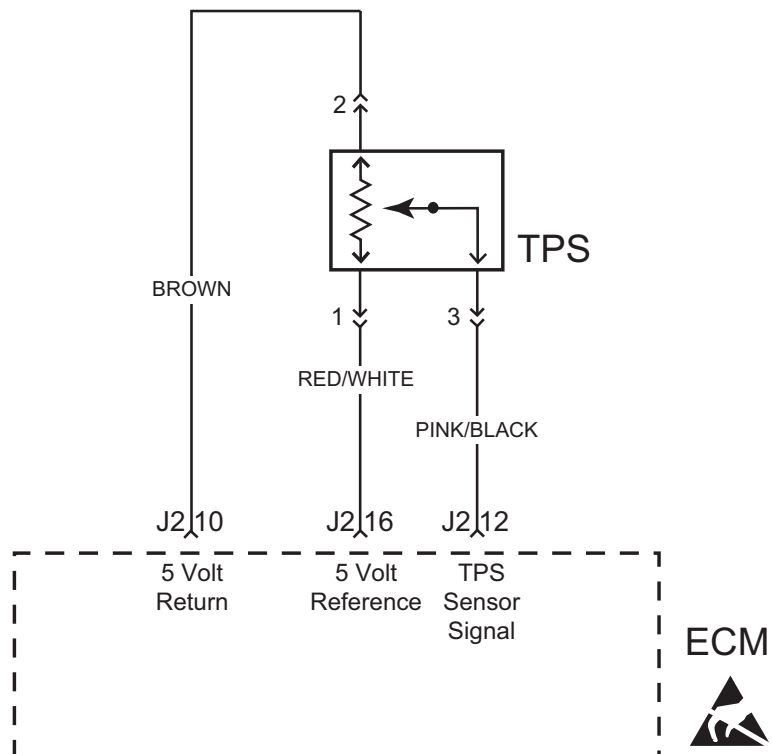 2
TPS
BROWN
1
3
RED/WHITE
PINK/BLACK
J2 10
J2 16
J2 12
5 Volt
Return
5 Volt
Reference
TPS
Sensor
Signal
ECM